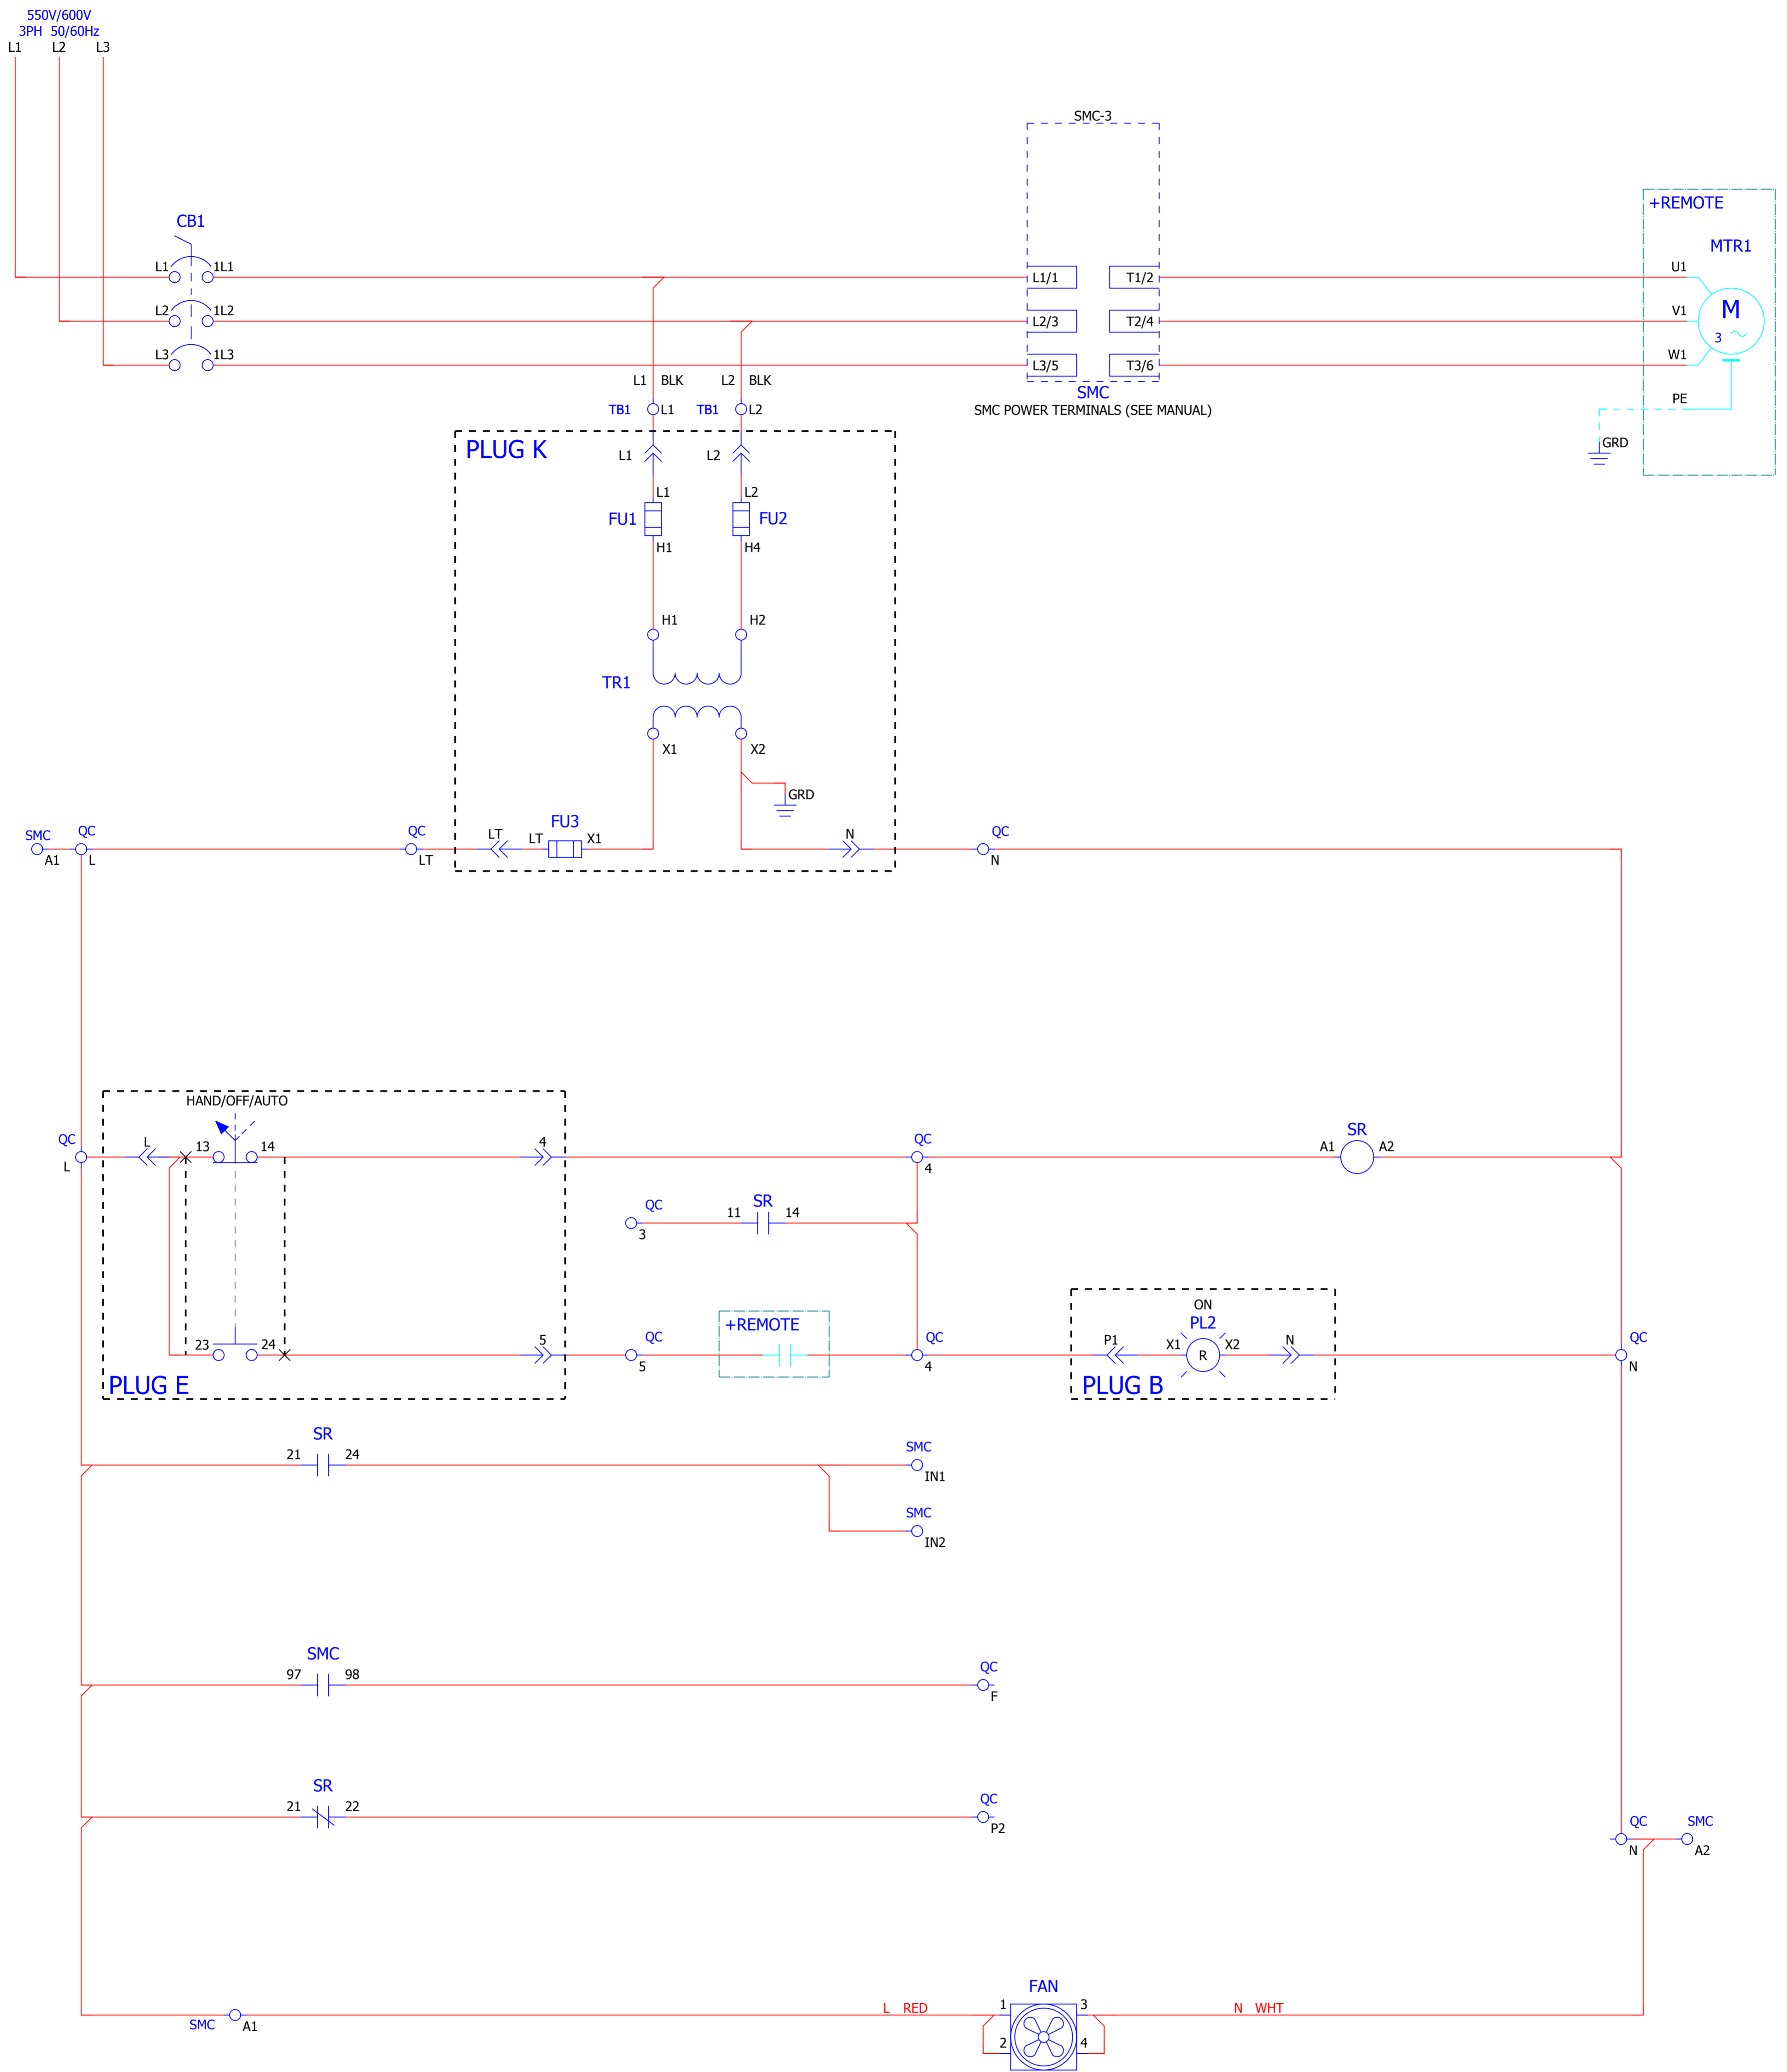 550V/600V
3PH 50/60Hz
L1 L2 L3
SMC-3
+REMOTE
CB1
MTR1
L1 1L1 L1/1 T1/2 U1
L2 1L2 L2/3 T2/4 V1
M
3
L3 1L3 L3/5 T3/6 W1
L1 BLK L2 BLK
SMC
PE
TB1 L1 TB1 L2
SMC POWER TERMINALS (SEE MANUAL)
GRD
PLUG K
L1 L2
L1 L2
FU1 FU2
H1 H4
H1 H2
TR1
X1 X2
GRD
FU3
SMC QC QC LT LT X1 N QC
A1 L LT N
HAND/OFF/AUTO
QC L 13 14 4 QC SR A1 A2
L 4
QC SR
11 14
3
ON
+REMOTE
PL2
23 24 5 QC QC P1 X1 R X2 N QC
5 4 N
PLUG E PLUG B
SR SMC
21 24
IN1
SMC
IN2
SMC
97 98 QC
F
SR
21 22 QC
P2
QC SMC
N A2
FAN
L RED 1 3 N WHT
SMC A1
2 4